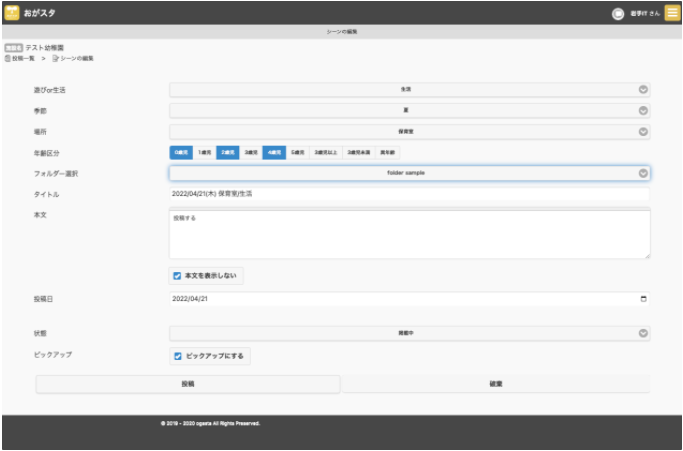 おがスタ
岩手IT さん
シーンの編集
施設名 テスト幼稚園
投稿一覧 > シーンの編集
遊びor生活 生活
季節 夏
場所 保育室
年齢区分 0歳児 1歳児 2歳児 3歳児 4歳児 5歳児 3歳児以上 3歳児未満 異年齢
フォルダー選択 folder sample
タイトル 2022/04/21(木) 保育室/生活
本文 投稿する
本文を表示しない
投稿日 2022/04/21
状態 掲載中
ピックアップ ピックアップにする
投稿 破棄
© 2019 - 2020 ogasta All Rights Preserved.